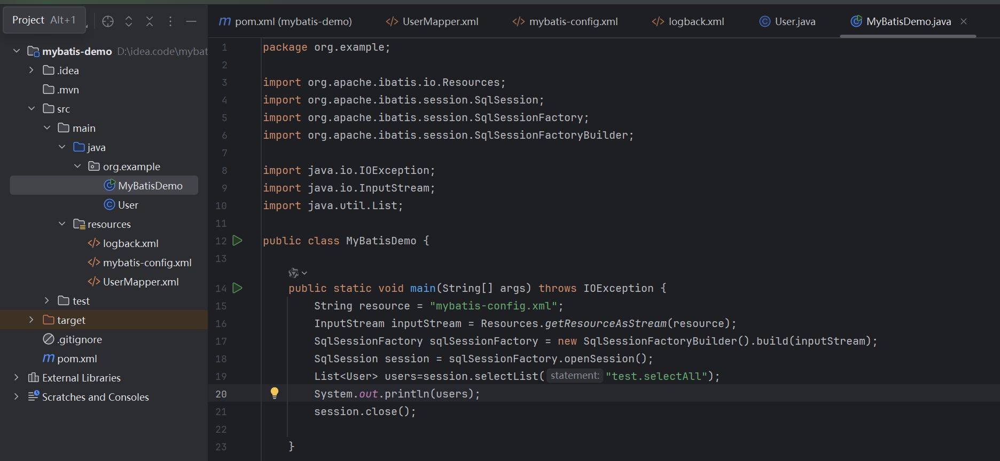 Project Alt+1
pom.xml (mybatis-demo)
UserMapper.xml
mybatis-config.xml
logback.xml
User.java
MyBatisDemo.java
mybatis-demo D:\idea.code\mybat
.idea
.mvn
src
main
java
org.example
MyBatisDemo
User
resources
logback.xml
mybatis-config.xml
UserMapper.xml
test
target
.gitignore
pom.xml
External Libraries
Scratches and Consoles
1 package org.example;
2
3 import org.apache.ibatis.io.Resources;
4 import org.apache.ibatis.session.SqlSession;
5 import org.apache.ibatis.session.SqlSessionFactory;
6 import org.apache.ibatis.session.SqlSessionFactoryBuilder;
7
8 import java.io.IOException;
9 import java.io.InputStream;
10 import java.util.List;
11
12 public class MyBatisDemo {
13
14 public static void main(String[] args) throws IOException {
15 String resource = "mybatis-config.xml";
16 InputStream inputStream = Resources.getResourceAsStream(resource);
17 SqlSessionFactory sqlSessionFactory = new SqlSessionFactoryBuilder().build(inputStream);
18 SqlSession session = sqlSessionFactory.openSession();
19 List<User> users=session.selectList( statement: "test.selectAll");
20 System.out.println(users);
21 session.close();
22
23 }